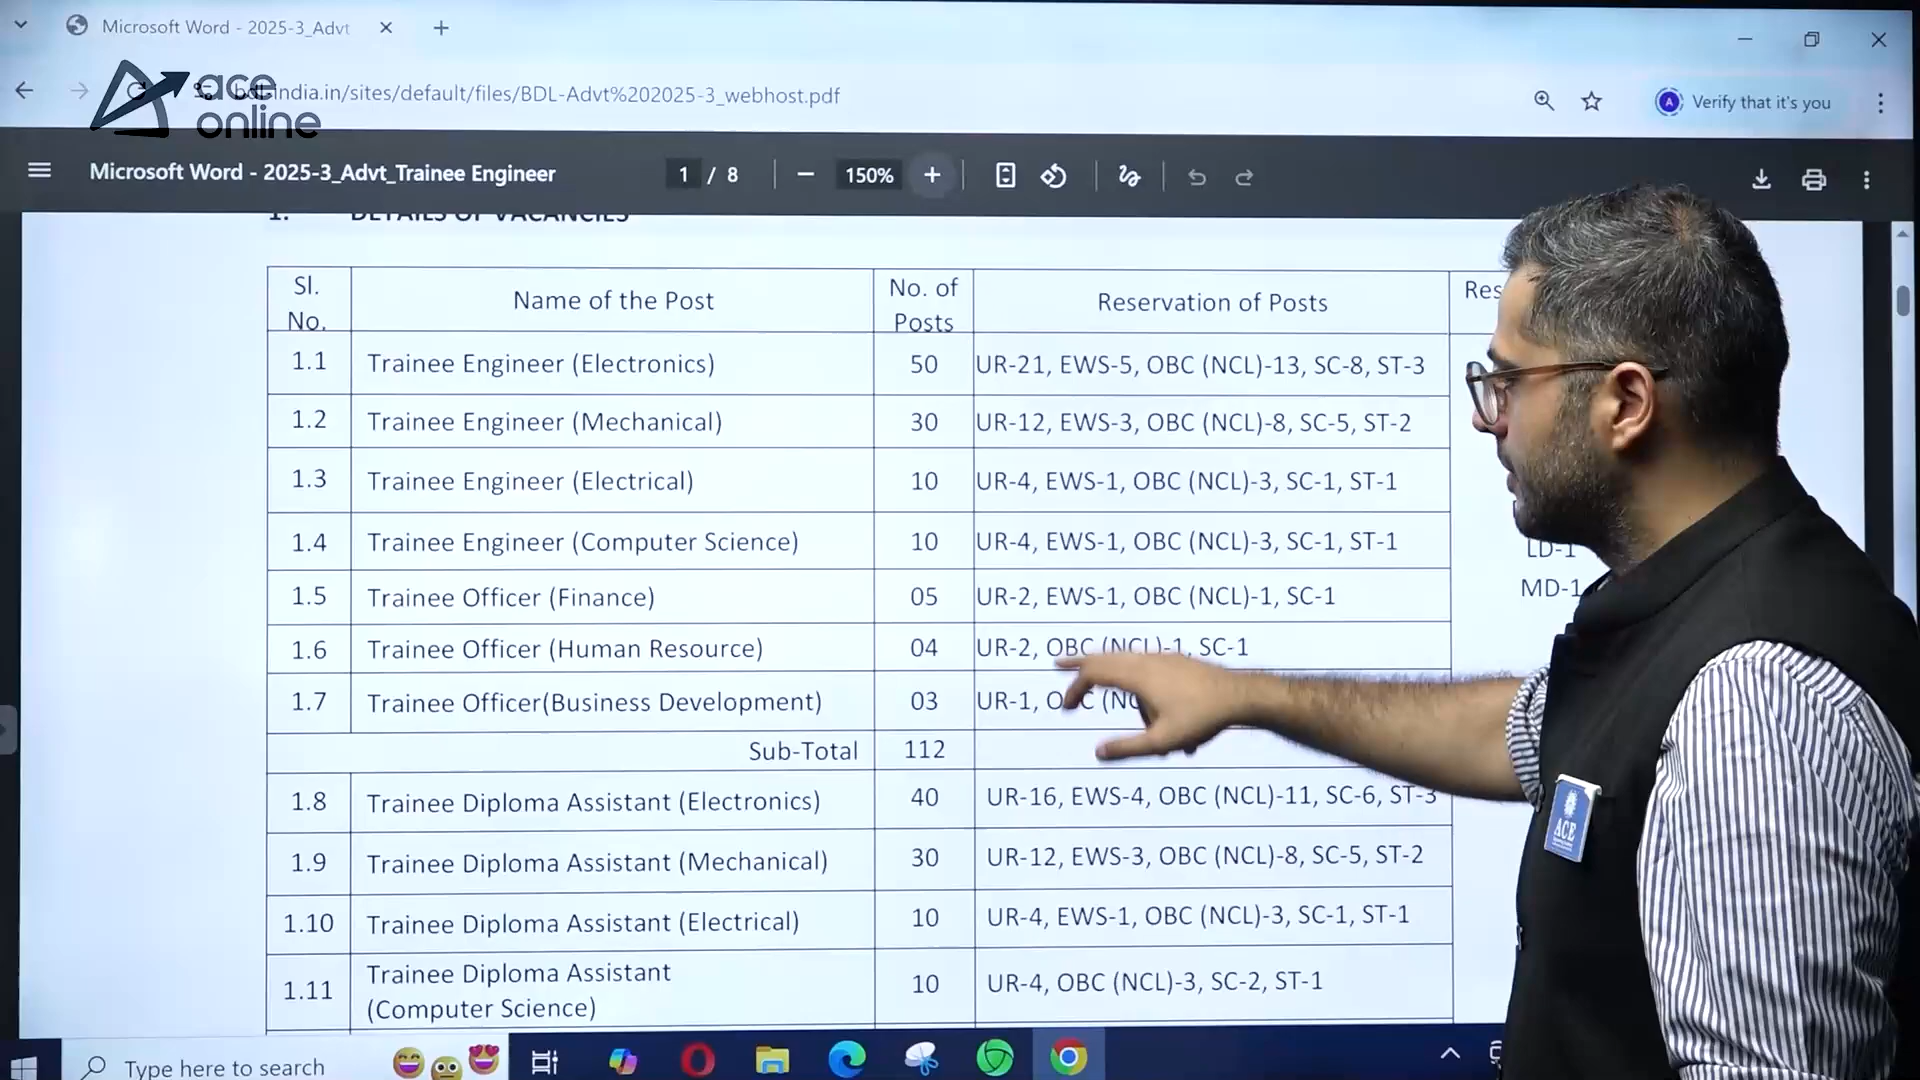 Microsoft Word - 2025-3_Advt
ace online
bdl-india.in/sites/default/files/BDL-Advt%202025-3_webhost.pdf
A Verify that it's you
Microsoft Word - 2025-3_Advt_Trainee Engineer 1 / 8 150%
1. DETAILS OF VACANCIES
Sl. No. Name of the Post No. of Posts Reservation of Posts Res
1.1 Trainee Engineer (Electronics) 50 UR-21, EWS-5, OBC (NCL)-13, SC-8, ST-3
1.2 Trainee Engineer (Mechanical) 30 UR-12, EWS-3, OBC (NCL)-8, SC-5, ST-2
1.3 Trainee Engineer (Electrical) 10 UR-4, EWS-1, OBC (NCL)-3, SC-1, ST-1
1.4 Trainee Engineer (Computer Science) 10 UR-4, EWS-1, OBC (NCL)-3, SC-1, ST-1
LD-1
MD-1
1.5 Trainee Officer (Finance) 05 UR-2, EWS-1, OBC (NCL)-1, SC-1
1.6 Trainee Officer (Human Resource) 04 UR-2, OBC (NCL)-1, SC-1
1.7 Trainee Officer(Business Development) 03 UR-1, OBC (NC
Sub-Total 112
1.8 Trainee Diploma Assistant (Electronics) 40 UR-16, EWS-4, OBC (NCL)-11, SC-6, ST-3
1.9 Trainee Diploma Assistant (Mechanical) 30 UR-12, EWS-3, OBC (NCL)-8, SC-5, ST-2
1.10 Trainee Diploma Assistant (Electrical) 10 UR-4, EWS-1, OBC (NCL)-3, SC-1, ST-1
1.11 Trainee Diploma Assistant (Computer Science) 10 UR-4, OBC (NCL)-3, SC-2, ST-1
ACE
Type here to search